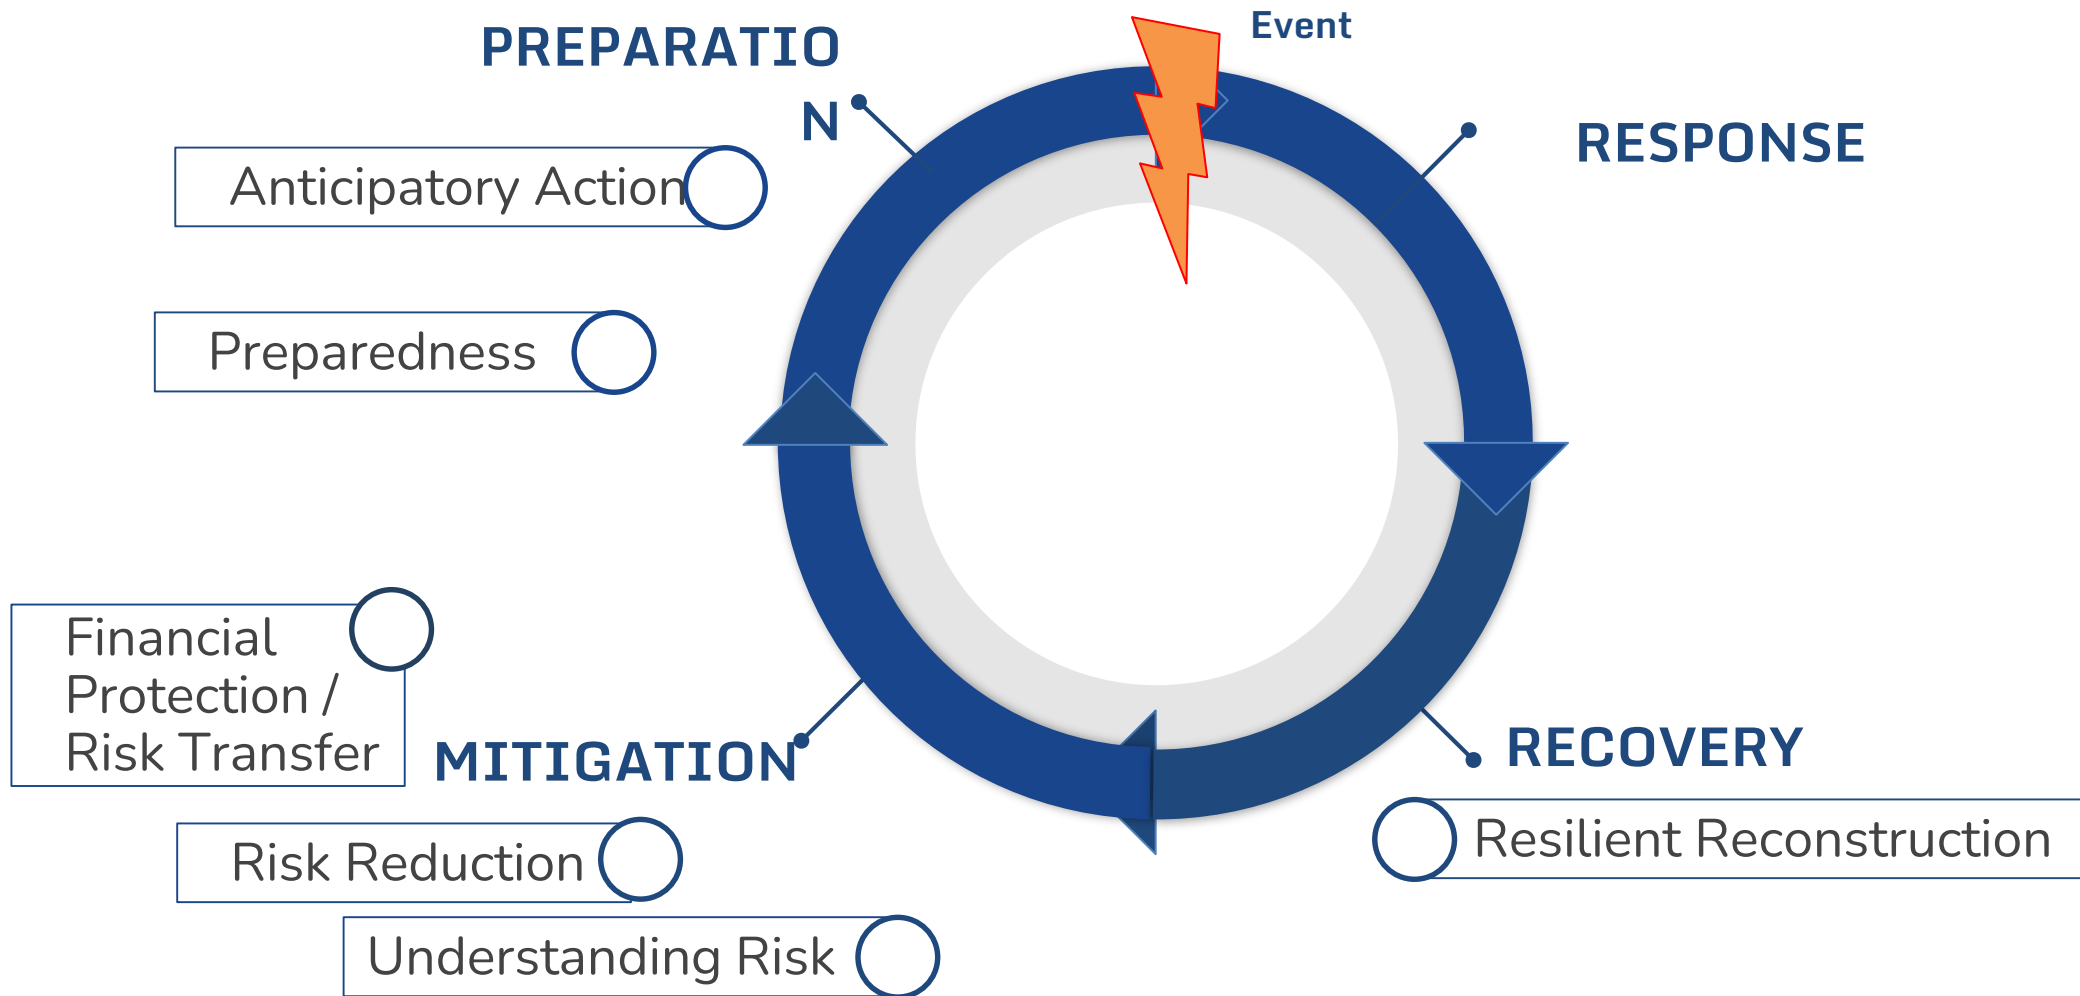 Event
PREPARATIO
N
RESPONSE
Anticipatory Action
Preparedness
Financial
Protection /
Risk Transfer
MITIGATION
RECOVERY
Resilient Reconstruction
Risk Reduction
Understanding Risk